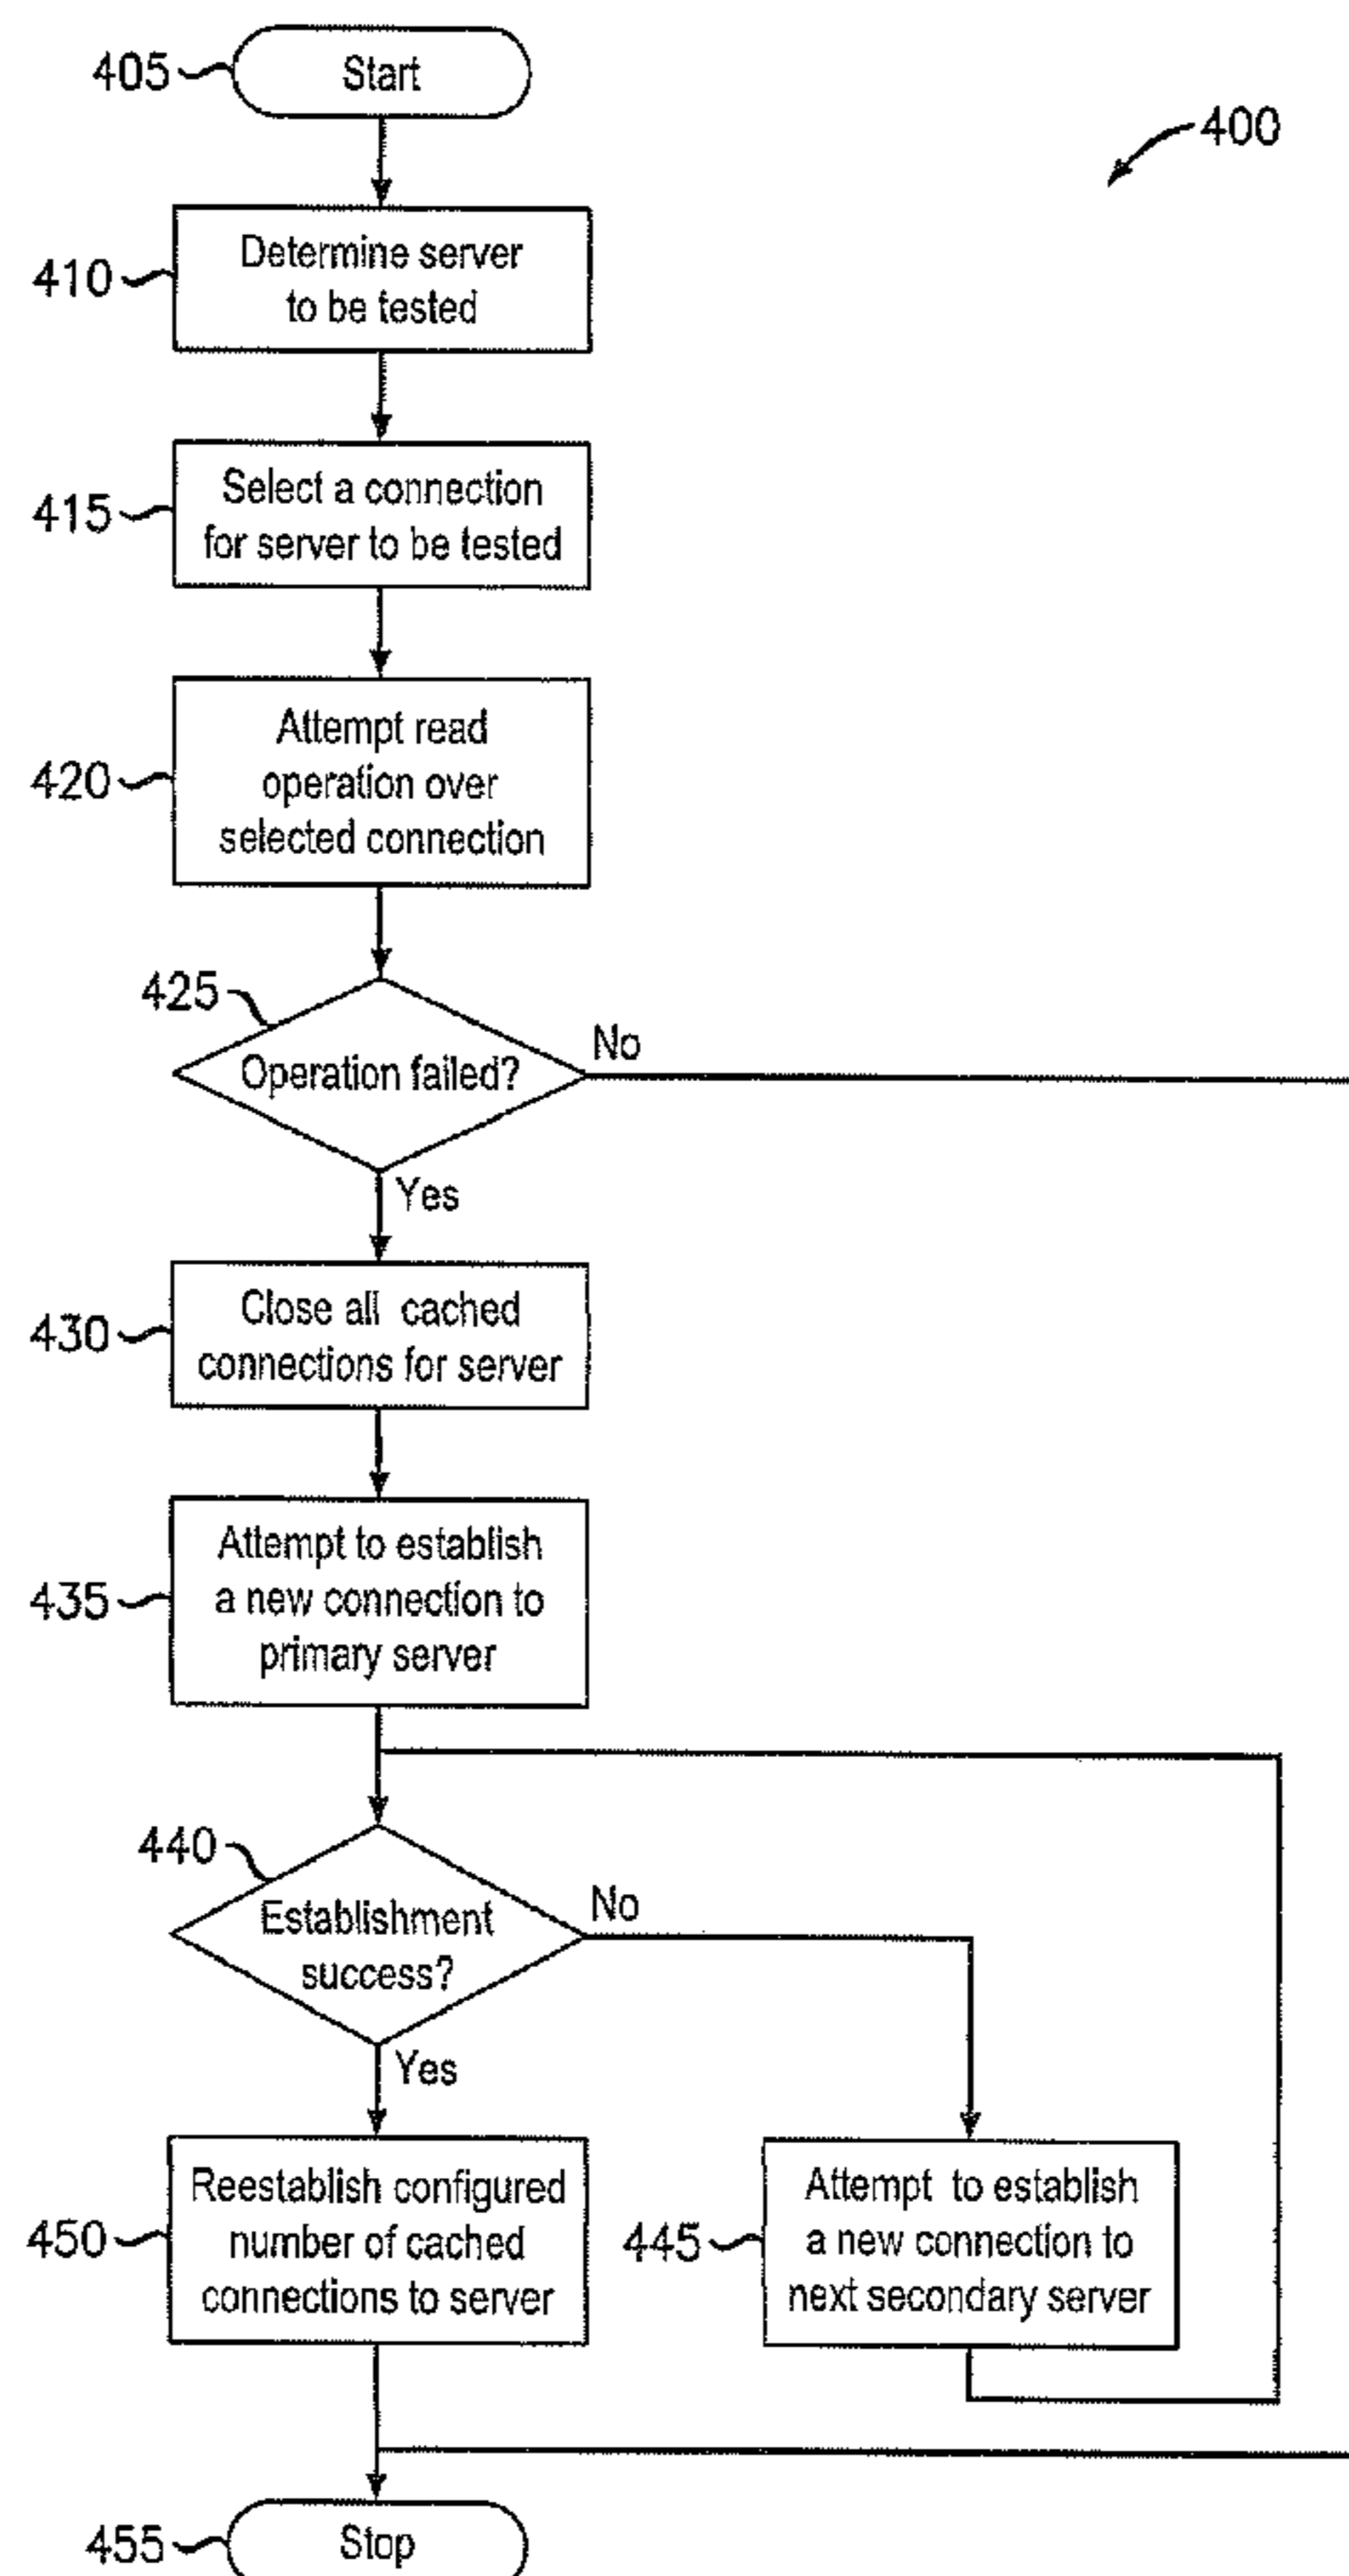 405
Start
400
410
Determine server
to be tested
415
Select a connection
for server to be tested
420
Attempt read
operation over
selected connection
425
Operation failed?
No
Yes
430
Close all cached
connections for server
435
Attempt to establish
a new connection to
primary server
440
Establishment
success?
No
Yes
450
Reestablish configured
number of cached
connections to server
445
Attempt to establish
a new connection to
next secondary server
455
Stop